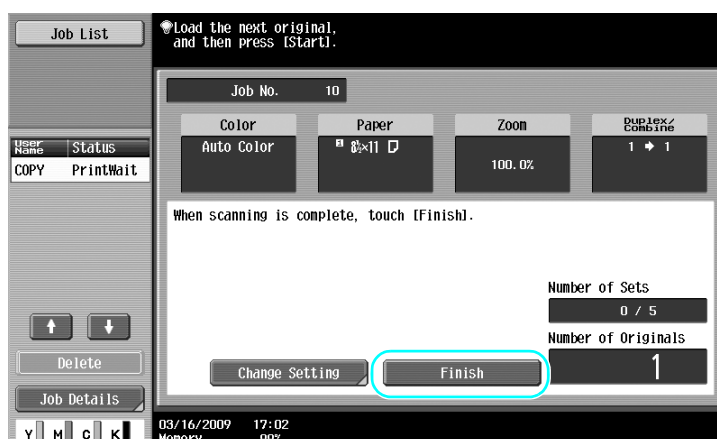 Job List
Load the next original,
and then press [Start].
Job No. 10
Color
Paper
Zoom
Duplex/
Combine
Auto Color
1 8½×11
100.0%
1 → 1
User
Name
Status
COPY PrintWait
When scanning is complete, touch [Finish].
Number of Sets
0 / 5
Number of Originals
1
Change Setting
Finish
Delete
Job Details
Y M C K
03/16/2009 17:02
Memory 99%